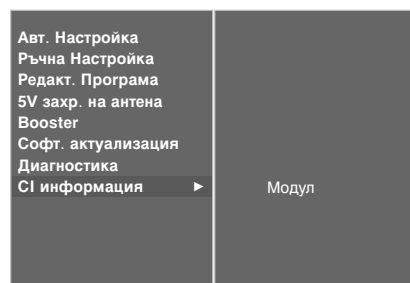 Авт. Настройка
Ръчна Настройка
Редакт. Програма
5V захр. на антена
Booster
Софт. актуализация
Диагностика
CI информация ►
Модул